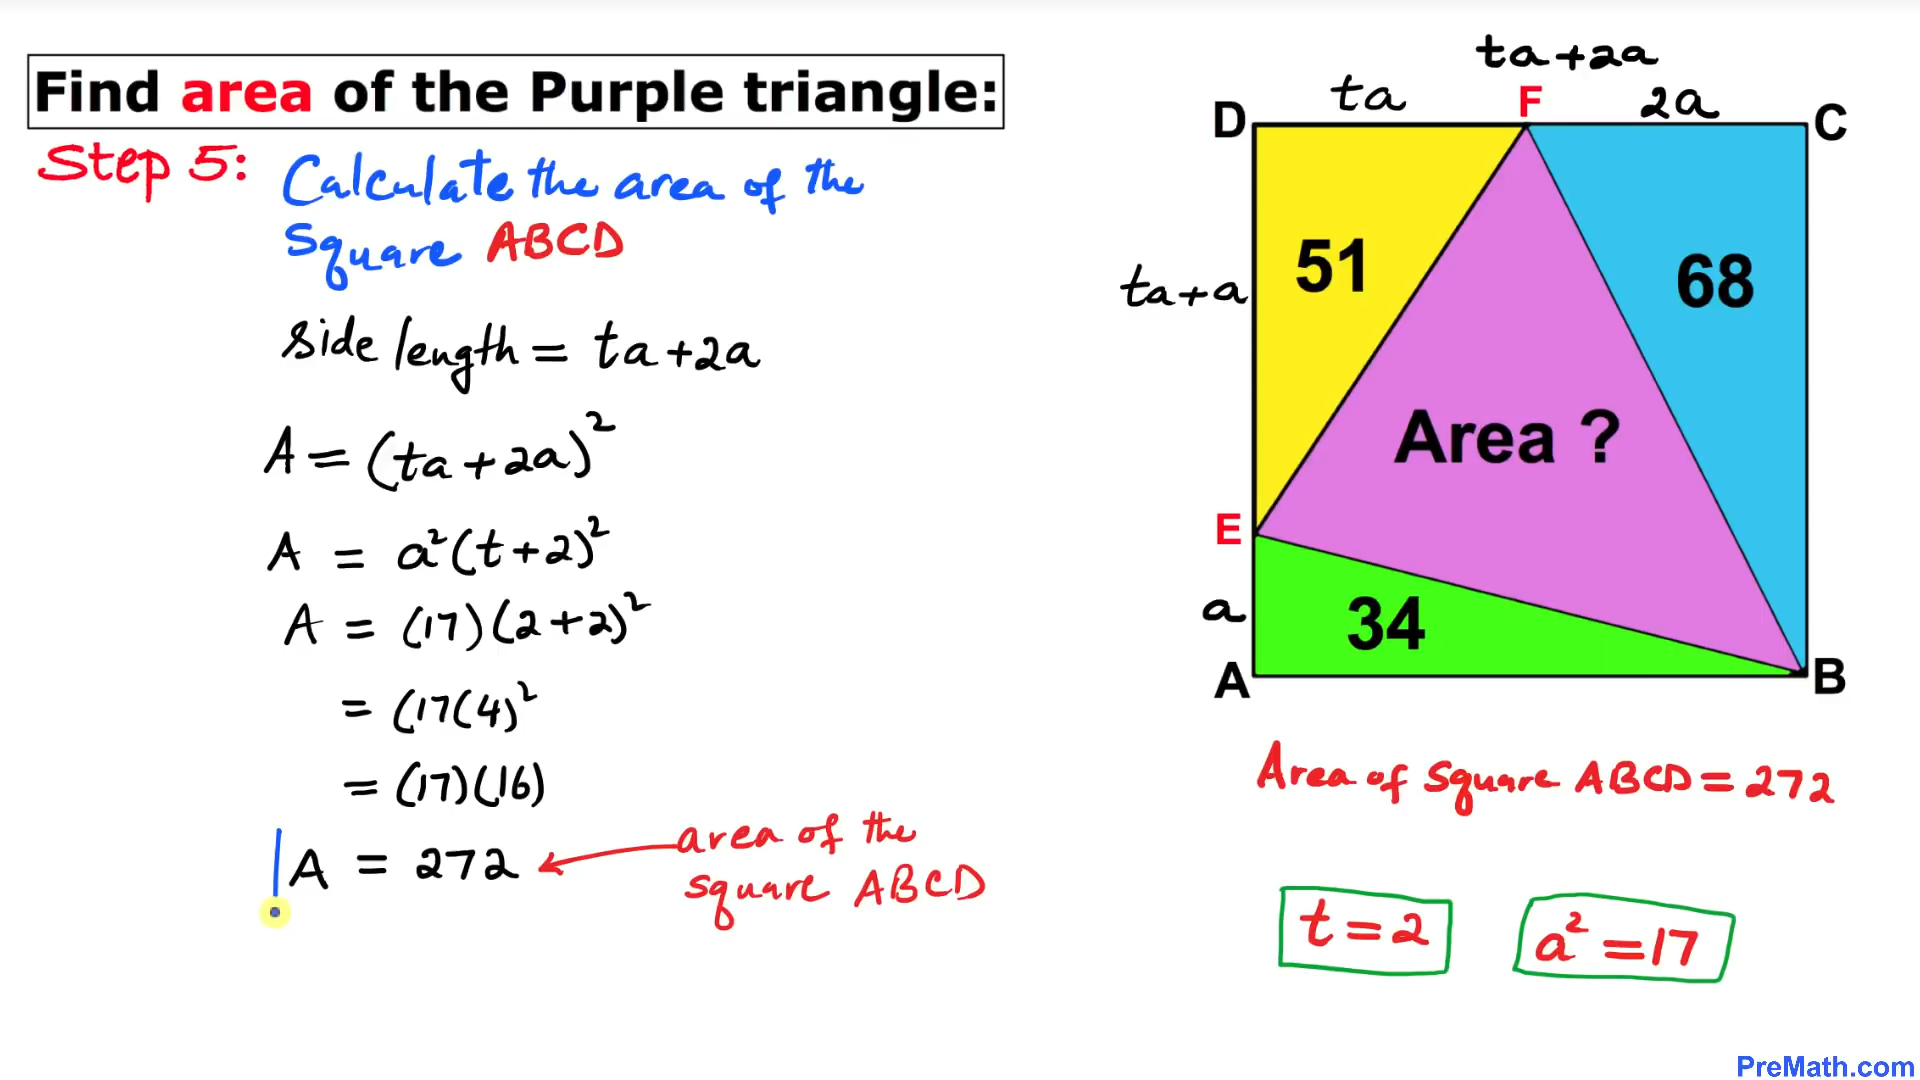 Find area of the Purple triangle:
Step 5: Calculate the area of the
square ABCD
side length = ta+2a
A = (ta+2a)²
A = a²(t+2)²
A = (17)(2+2)²
= (17(4)²
= (17)(16)
A = 272
area of the
square ABCD
ta+2a
ta
2a
D
F
C
51
68
ta+a
Area ?
E
a
34
A
B
Area of square ABCD = 272
t = 2
a² = 17
PreMath.com